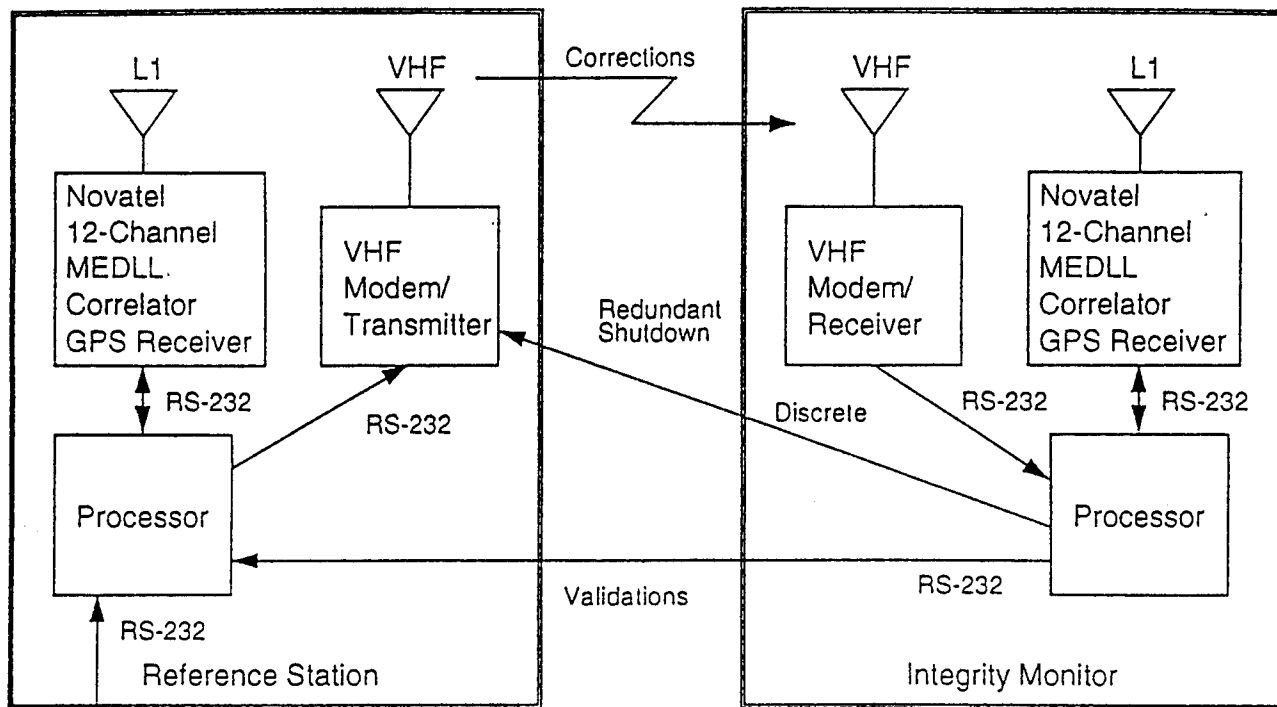 L1
VHF
Novatel
12-Channel
MEDLL
Correlator
GPS Receiver
VHF
Modem/
Transmitter
RS-232
RS-232
Processor
RS-232
Reference Station
Corrections
Redundant
Shutdown
Discrete
Validations
VHF
L1
VHF
Modem/
Receiver
Novatel
12-Channel
MEDLL
Correlator
GPS Receiver
RS-232
RS-232
Processor
RS-232
Integrity Monitor